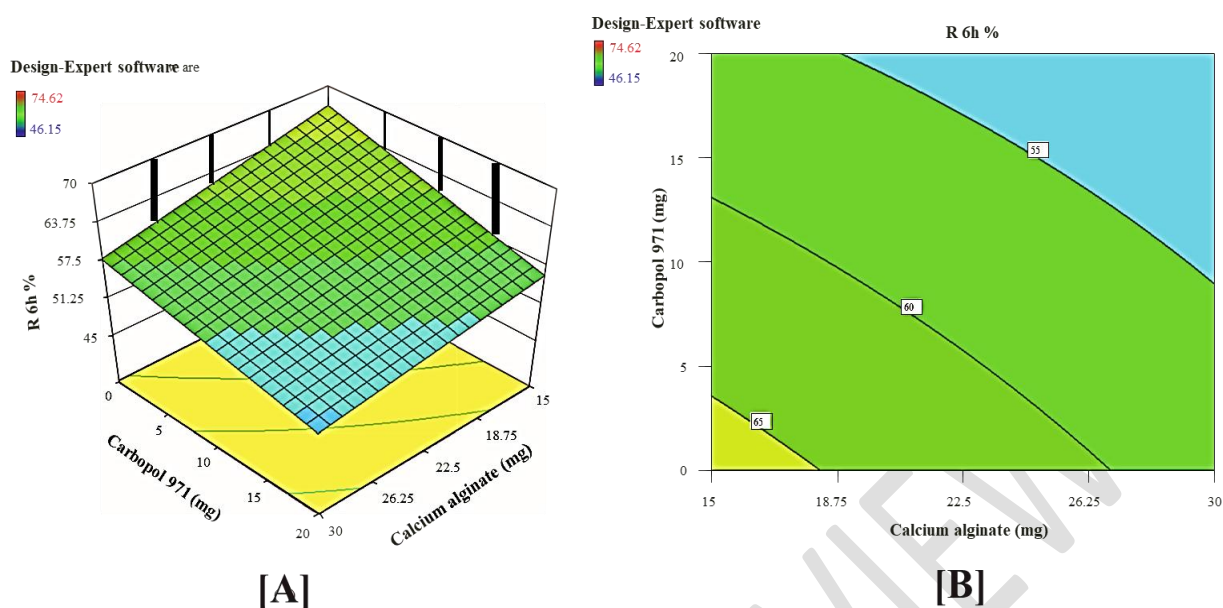 Design-Expert software
are
74.62
46.15
70
63.75
57.5
51.25
45
R 6h %
0
5
10
15
20
Carbopol 971 (mg)
15
18.75
22.5
26.25
30
Calcium alginate (mg)
[A]
Design-Expert software
74.62
46.15
R 6h %
20
15
10
5
0
Carbopol 971 (mg)
55
60
65
15
18.75
22.5
26.25
30
Calcium alginate (mg)
[B]